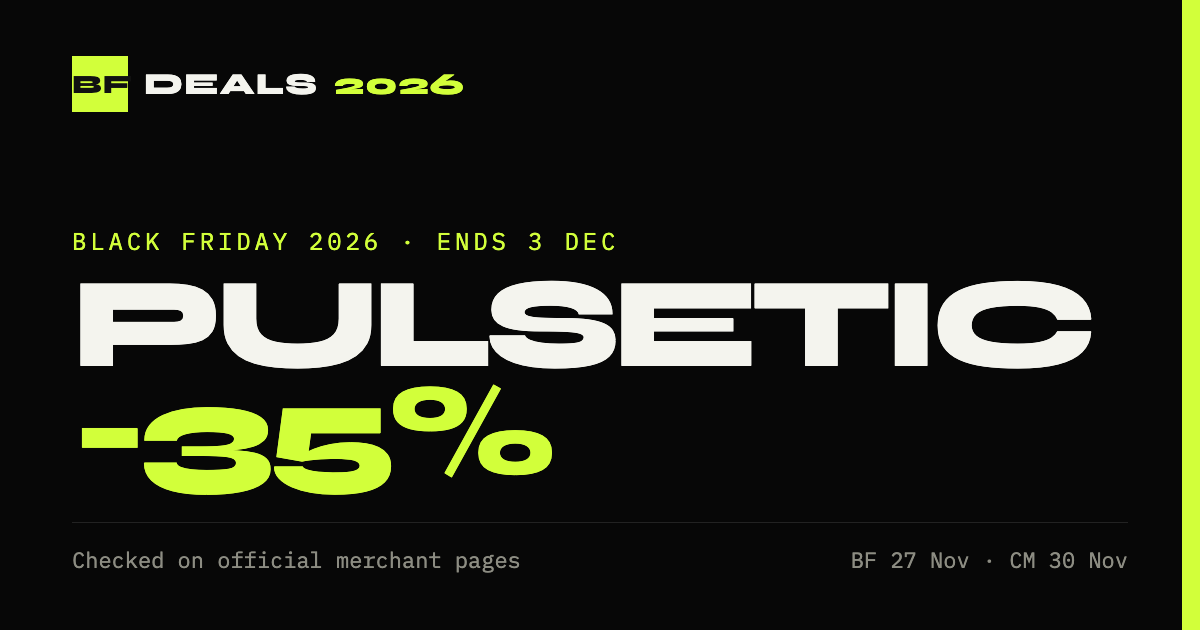 BF DEALS 2026
BLACK FRIDAY 2026 · ENDS 3 DEC
PULSETIC
-35%
Checked on official merchant pages
BF 27 Nov · CM 30 Nov